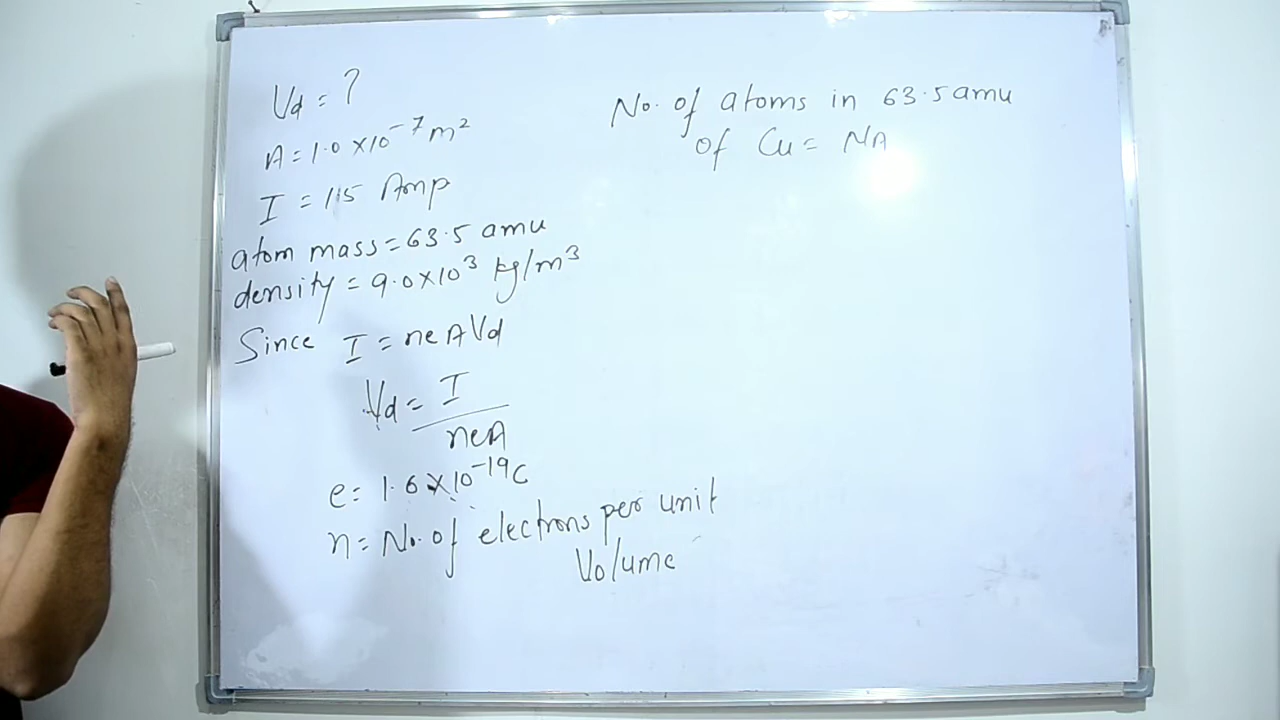 Vd = ?
A = 1.0 × 10⁻⁷ m²
I = 1.5 Amp
atom mass = 63.5 amu
density = 9.0×10³ kg/m³
Since I = neAVd
Vd = I
neA
e = 1.6 × 10⁻¹⁹ C
n = No. of electrons per unit
Volume
No. of atoms in 63.5 amu
of Cu = NA